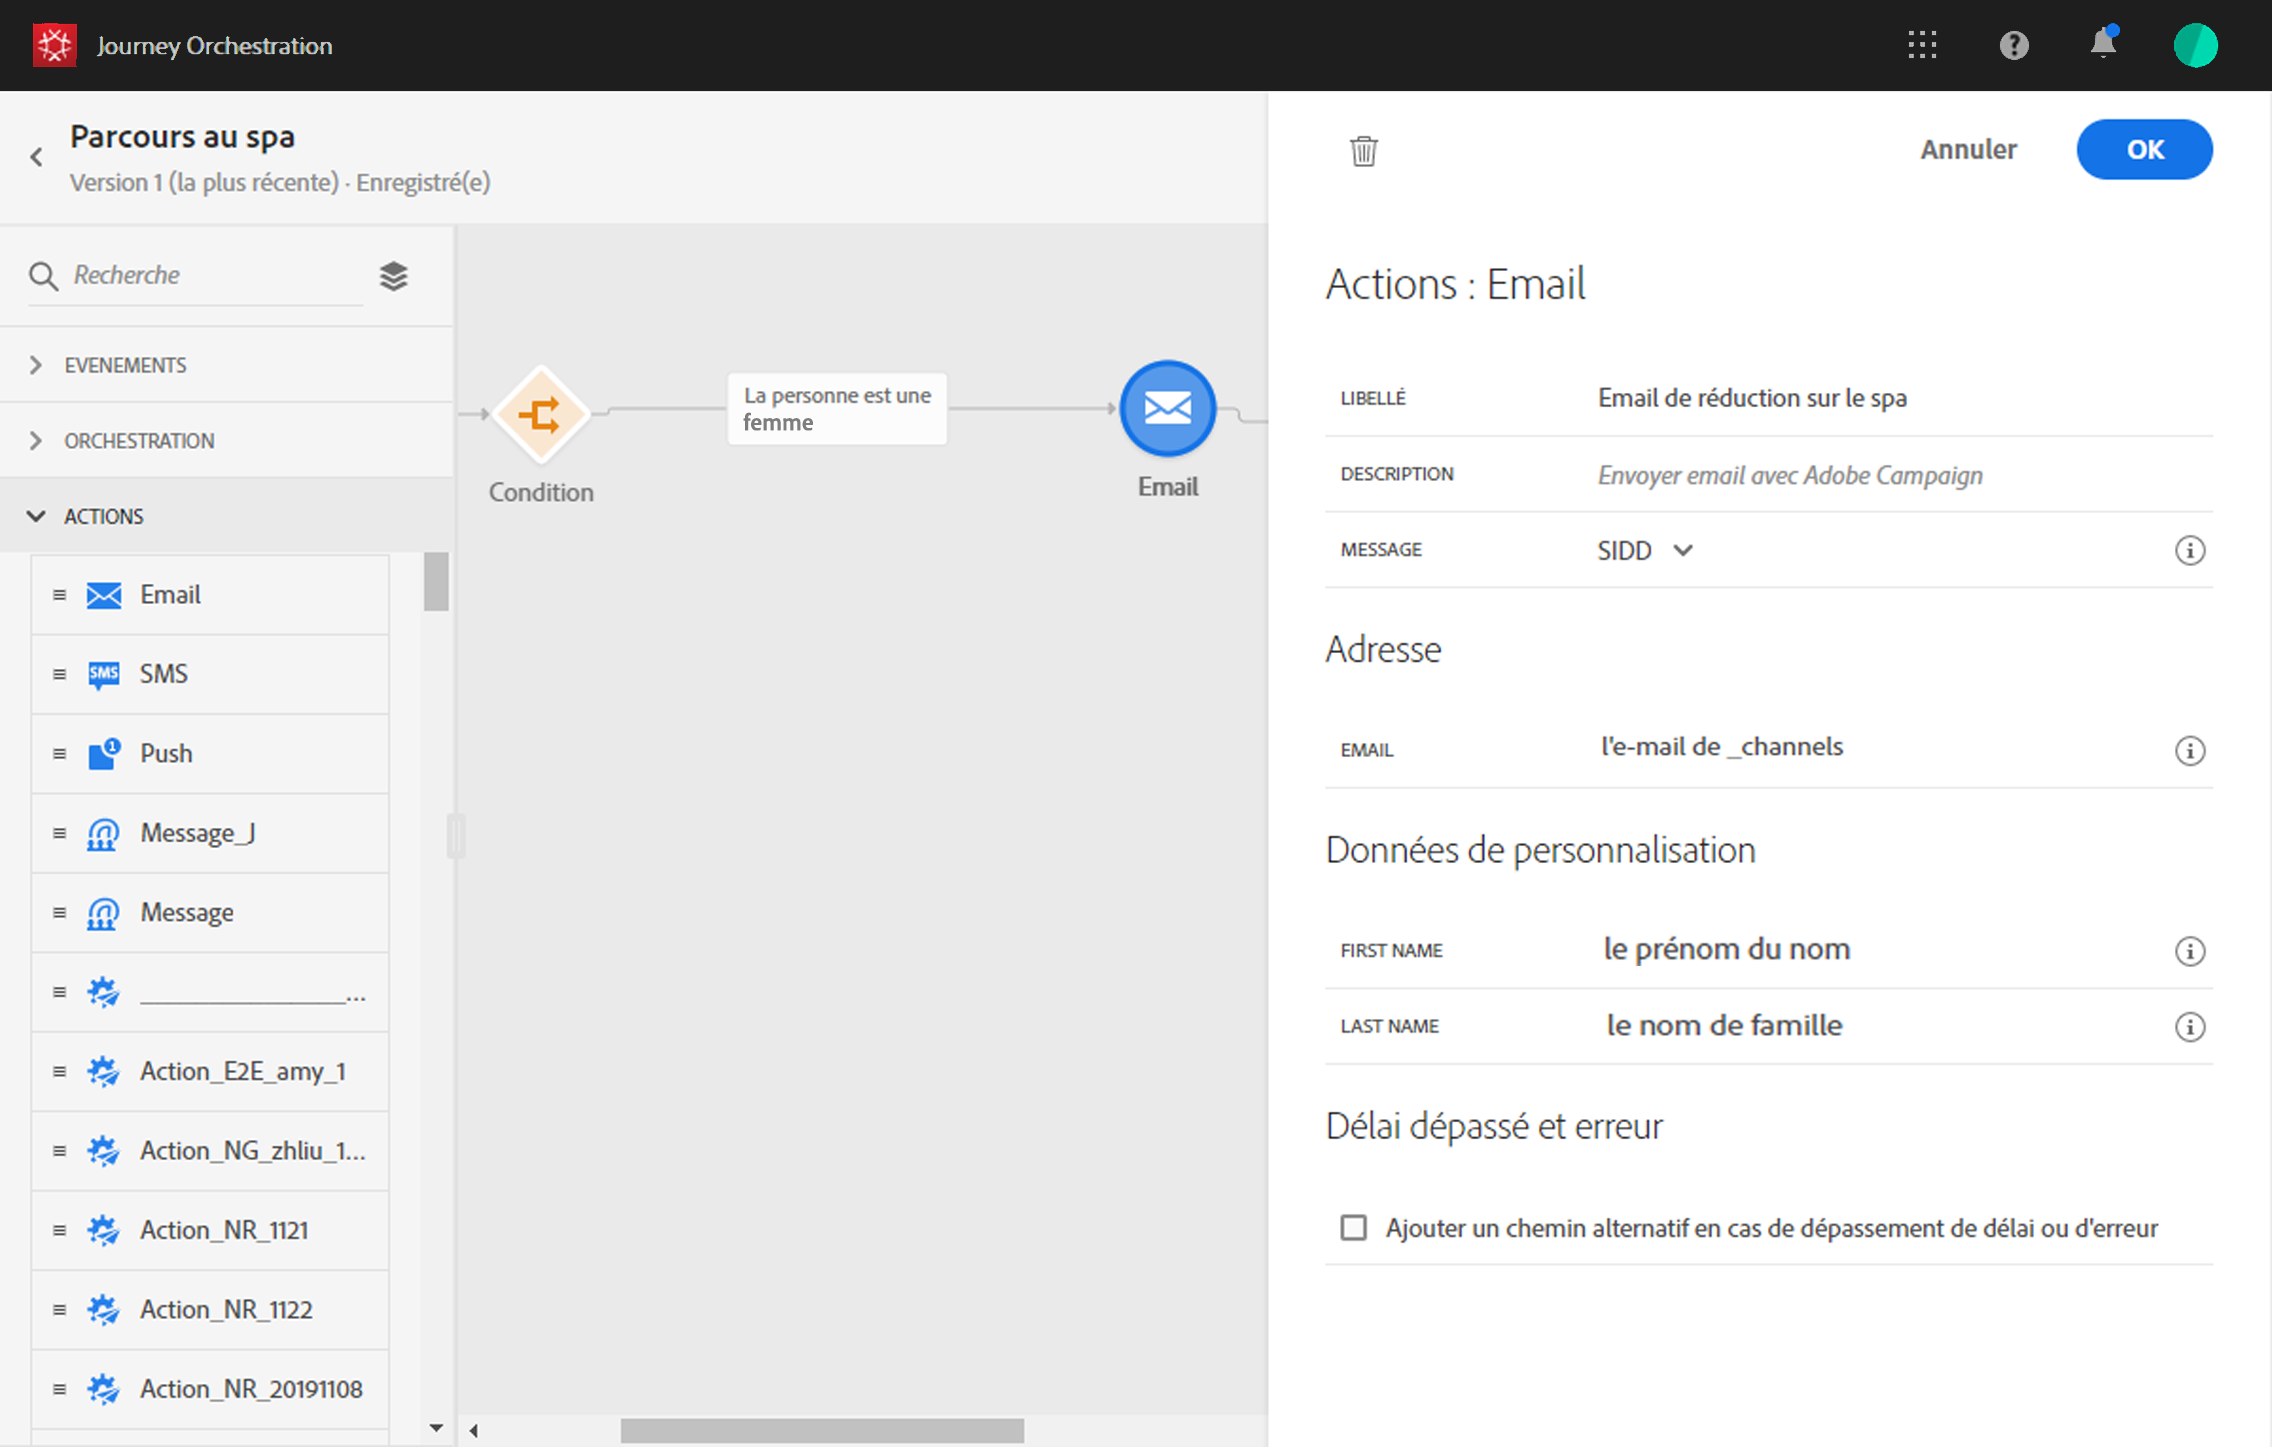 Journey Orchestration
Parcours au spa
Version 1 (la plus récente) · Enregistré(e)
Recherche
EVENEMENTS
ORCHESTRATION
ACTIONS
Email
SMS
SMS
Push
1
Message_J
Message
________________...
Action_E2E_amy_1
Action_NG_zhliu_1...
Action_NR_1121
Action_NR_1122
Action_NR_20191108
Condition
La personne est une
femme
Email
Annuler
OK
Actions : Email
LIBELLÉ
Email de réduction sur le spa
DESCRIPTION
Envoyer email avec Adobe Campaign
MESSAGE
SIDD
Adresse
EMAIL
l'e-mail de _channels
Données de personnalisation
FIRST NAME
le prénom du nom
LAST NAME
le nom de famille
Délai dépassé et erreur
Ajouter un chemin alternatif en cas de dépassement de délai ou d'erreur